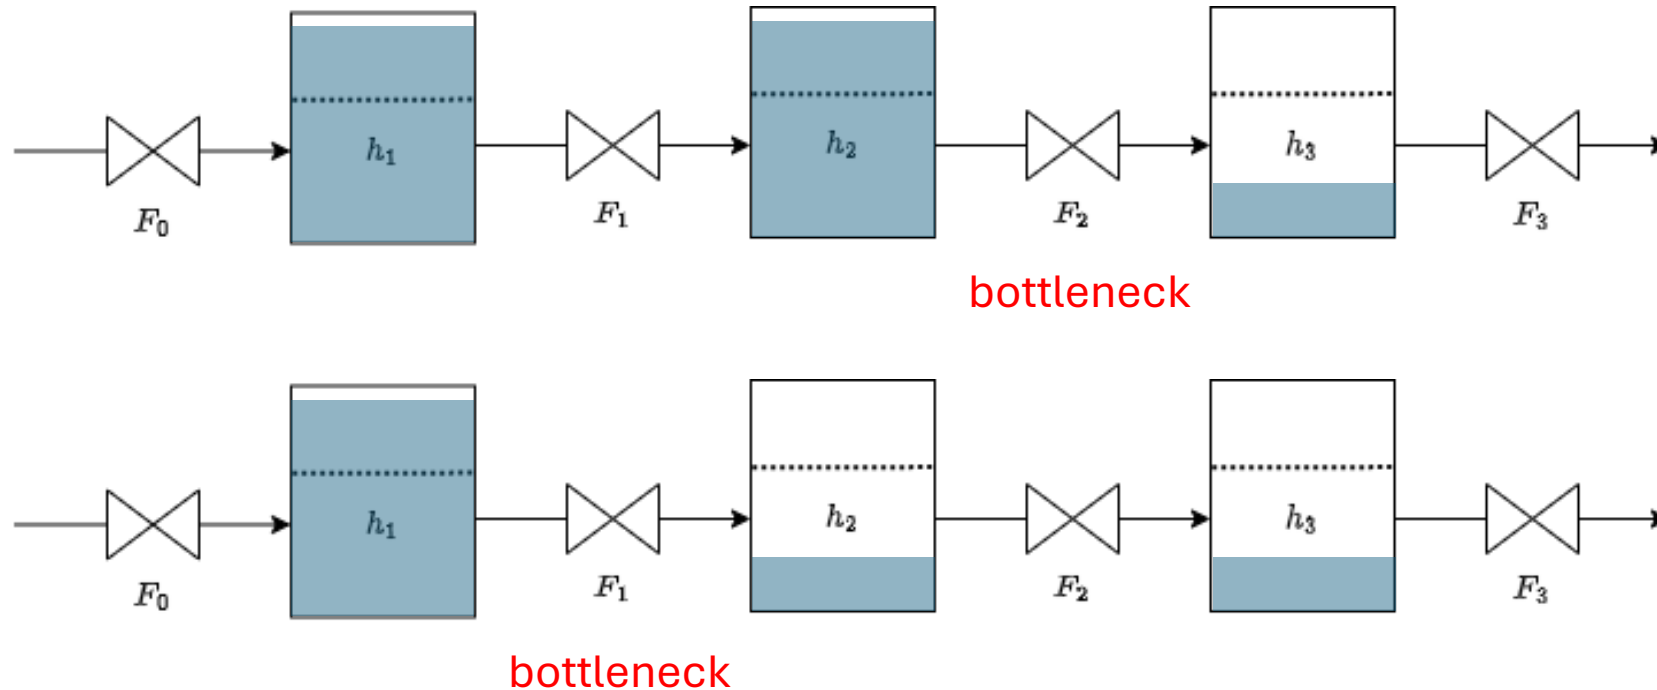 h₁ h₂ h₃
F₀ F₁ F₂ F₃
bottleneck
h₁ h₂ h₃
F₀ F₁ F₂ F₃
bottleneck